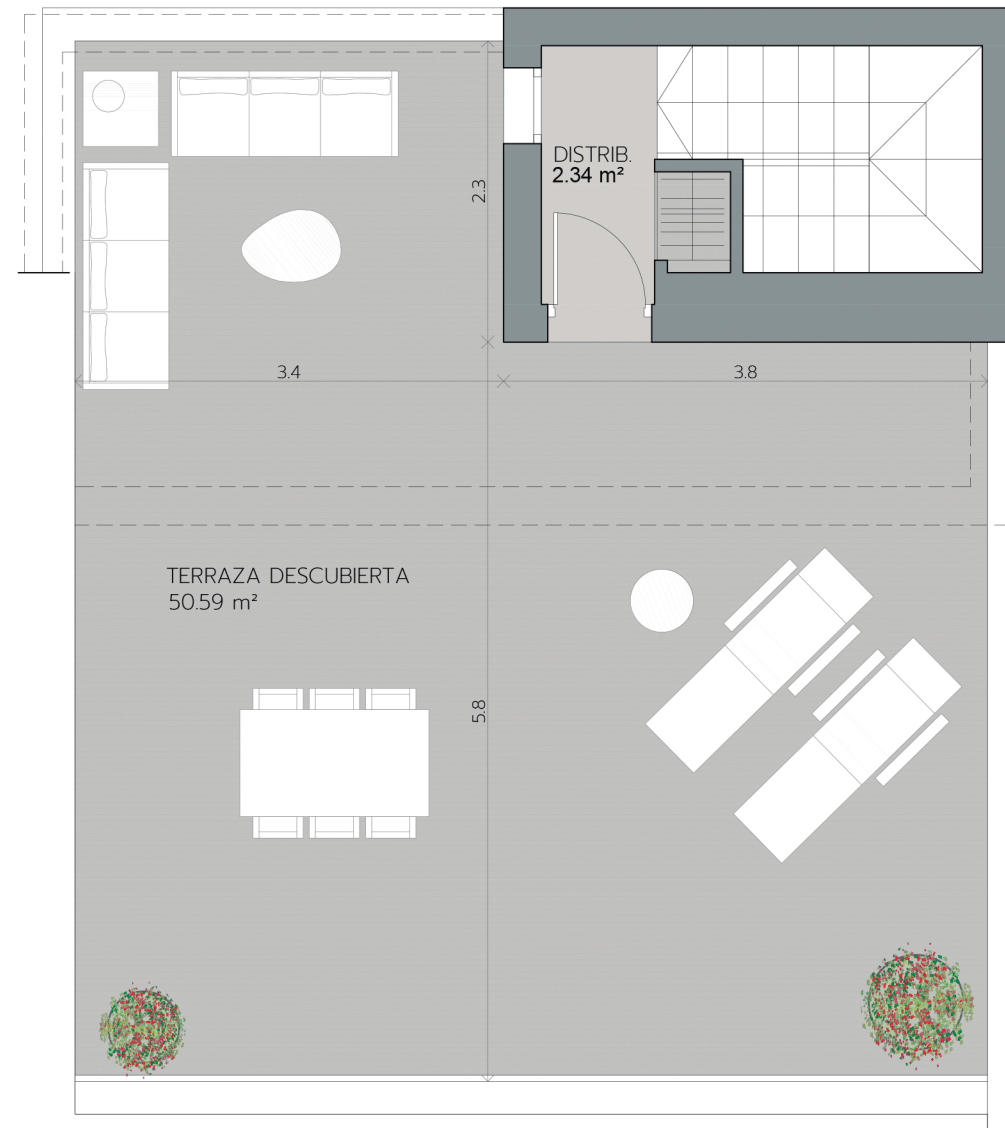 DISTRIB.
2.34 m²
2.3
3.4
3.8
TERRAZA DESCUBIERTA
50.59 m²
5.8